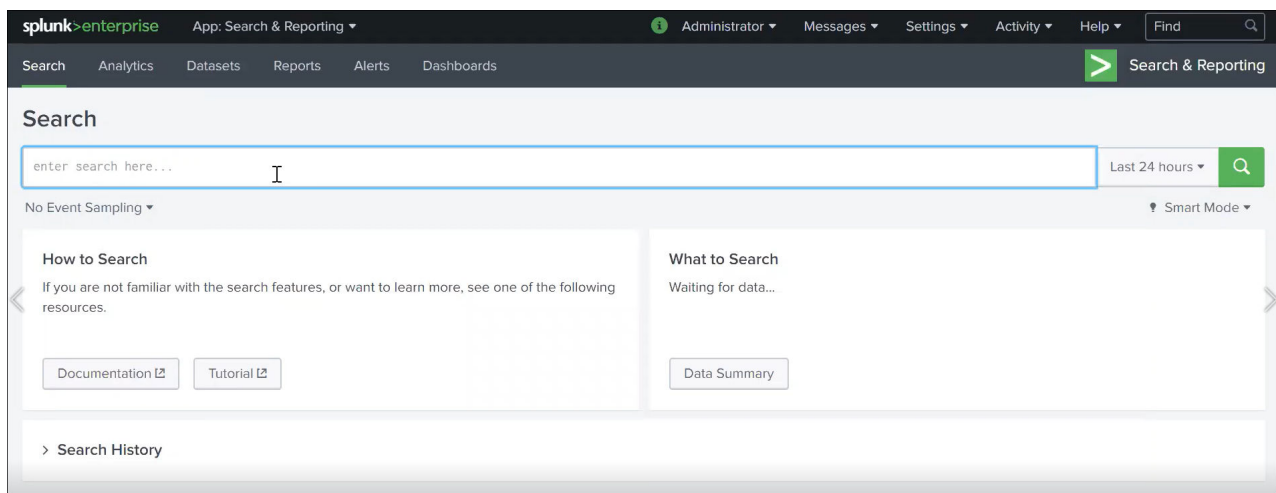 splunk>enterprise App: Search & Reporting Administrator Messages Settings Activity Help Find
Search Analytics Datasets Reports Alerts Dashboards Search & Reporting
Search
enter search here... Last 24 hours
No Event Sampling Smart Mode
How to Search
If you are not familiar with the search features, or want to learn more, see one of the following
resources.
Documentation Tutorial
What to Search
Waiting for data...
Data Summary
Search History